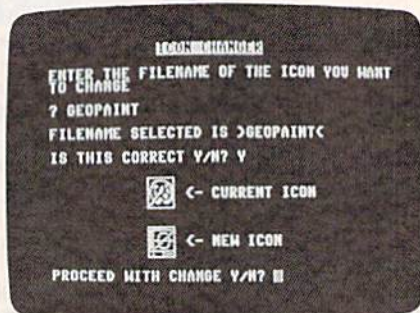 ICON CHANGER
ENTER THE FILENAME OF THE ICON YOU WANT
TO CHANGE
? GEOPAINT
FILENAME SELECTED IS >GEOPAINT<
IS THIS CORRECT Y/N? Y
<- CURRENT ICON
<- NEW ICON
PROCEED WITH CHANGE Y/N?